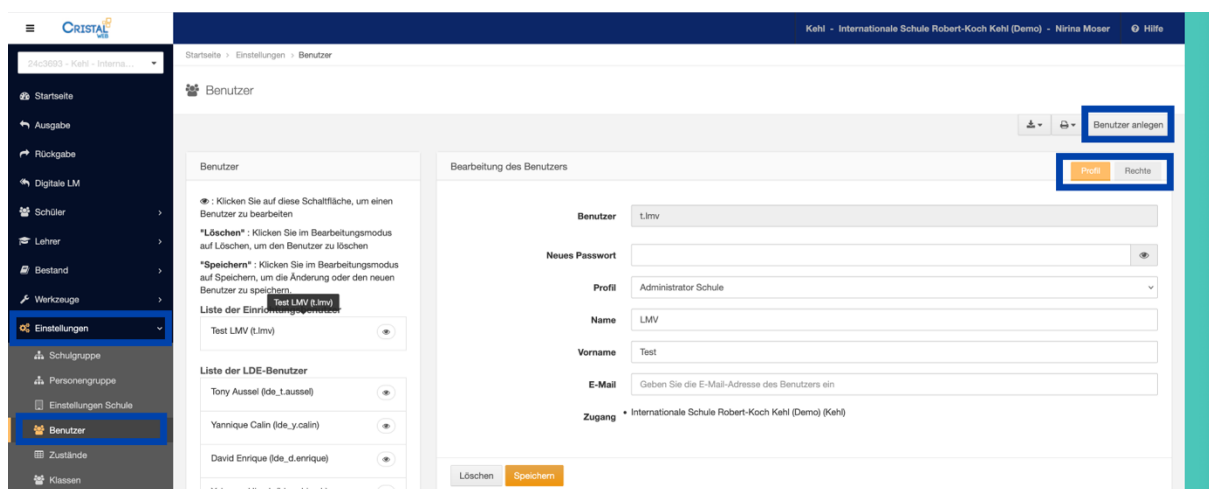 CRISTAL
WEB
Kehl - Internationale Schule Robert-Koch Kehl (Demo) - Nirina Moser
Hilfe
24c3693 - Kehl - Interna...
Startseite > Einstellungen > Benutzer
Startseite
Ausgabe
Rückgabe
Digitale LM
Schüler
Lehrer
Bestand
Werkzeuge
Einstellungen
Schulgruppe
Personengruppe
Einstellungen Schule
Benutzer
Zustände
Klassen
Benutzer
Benutzer anlegen
Benutzer
: Klicken Sie auf diese Schaltfläche, um einen
Benutzer zu bearbeiten
"Löschen" : Klicken Sie im Bearbeitungsmodus
auf Löschen, um den Benutzer zu löschen
"Speichern" : Klicken Sie im Bearbeitungsmodus
auf Speichern, um die Änderung oder den neuen
Benutzer zu speichern.
Test LMV (t.lmv)
Liste der Einrichtungsbenutzer
Test LMV (t.lmv)
Liste der LDE-Benutzer
Tony Aussel (lde_t.aussel)
Yannique Calin (lde_y.calin)
David Enrique (lde_d.enrique)
Bearbeitung des Benutzers
Profil
Rechte
Benutzer t.lmv
Neues Passwort
Profil Administrator Schule
Name LMV
Vorname Test
E-Mail Geben Sie die E-Mail-Adresse des Benutzers ein
Zugang • Internationale Schule Robert-Koch Kehl (Demo) (Kehl)
Löschen
Speichern